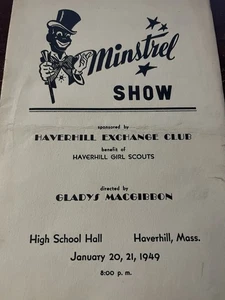 Minstrel
SHOW
sponsored by
HAVERHILL EXCHANGE CLUB
benefit of
HAVERHILL GIRL SCOUTS
directed by
GLADYS MACGIBBON
High School Hall Haverhill, Mass.
January 20, 21, 1949
8:00 p. m.